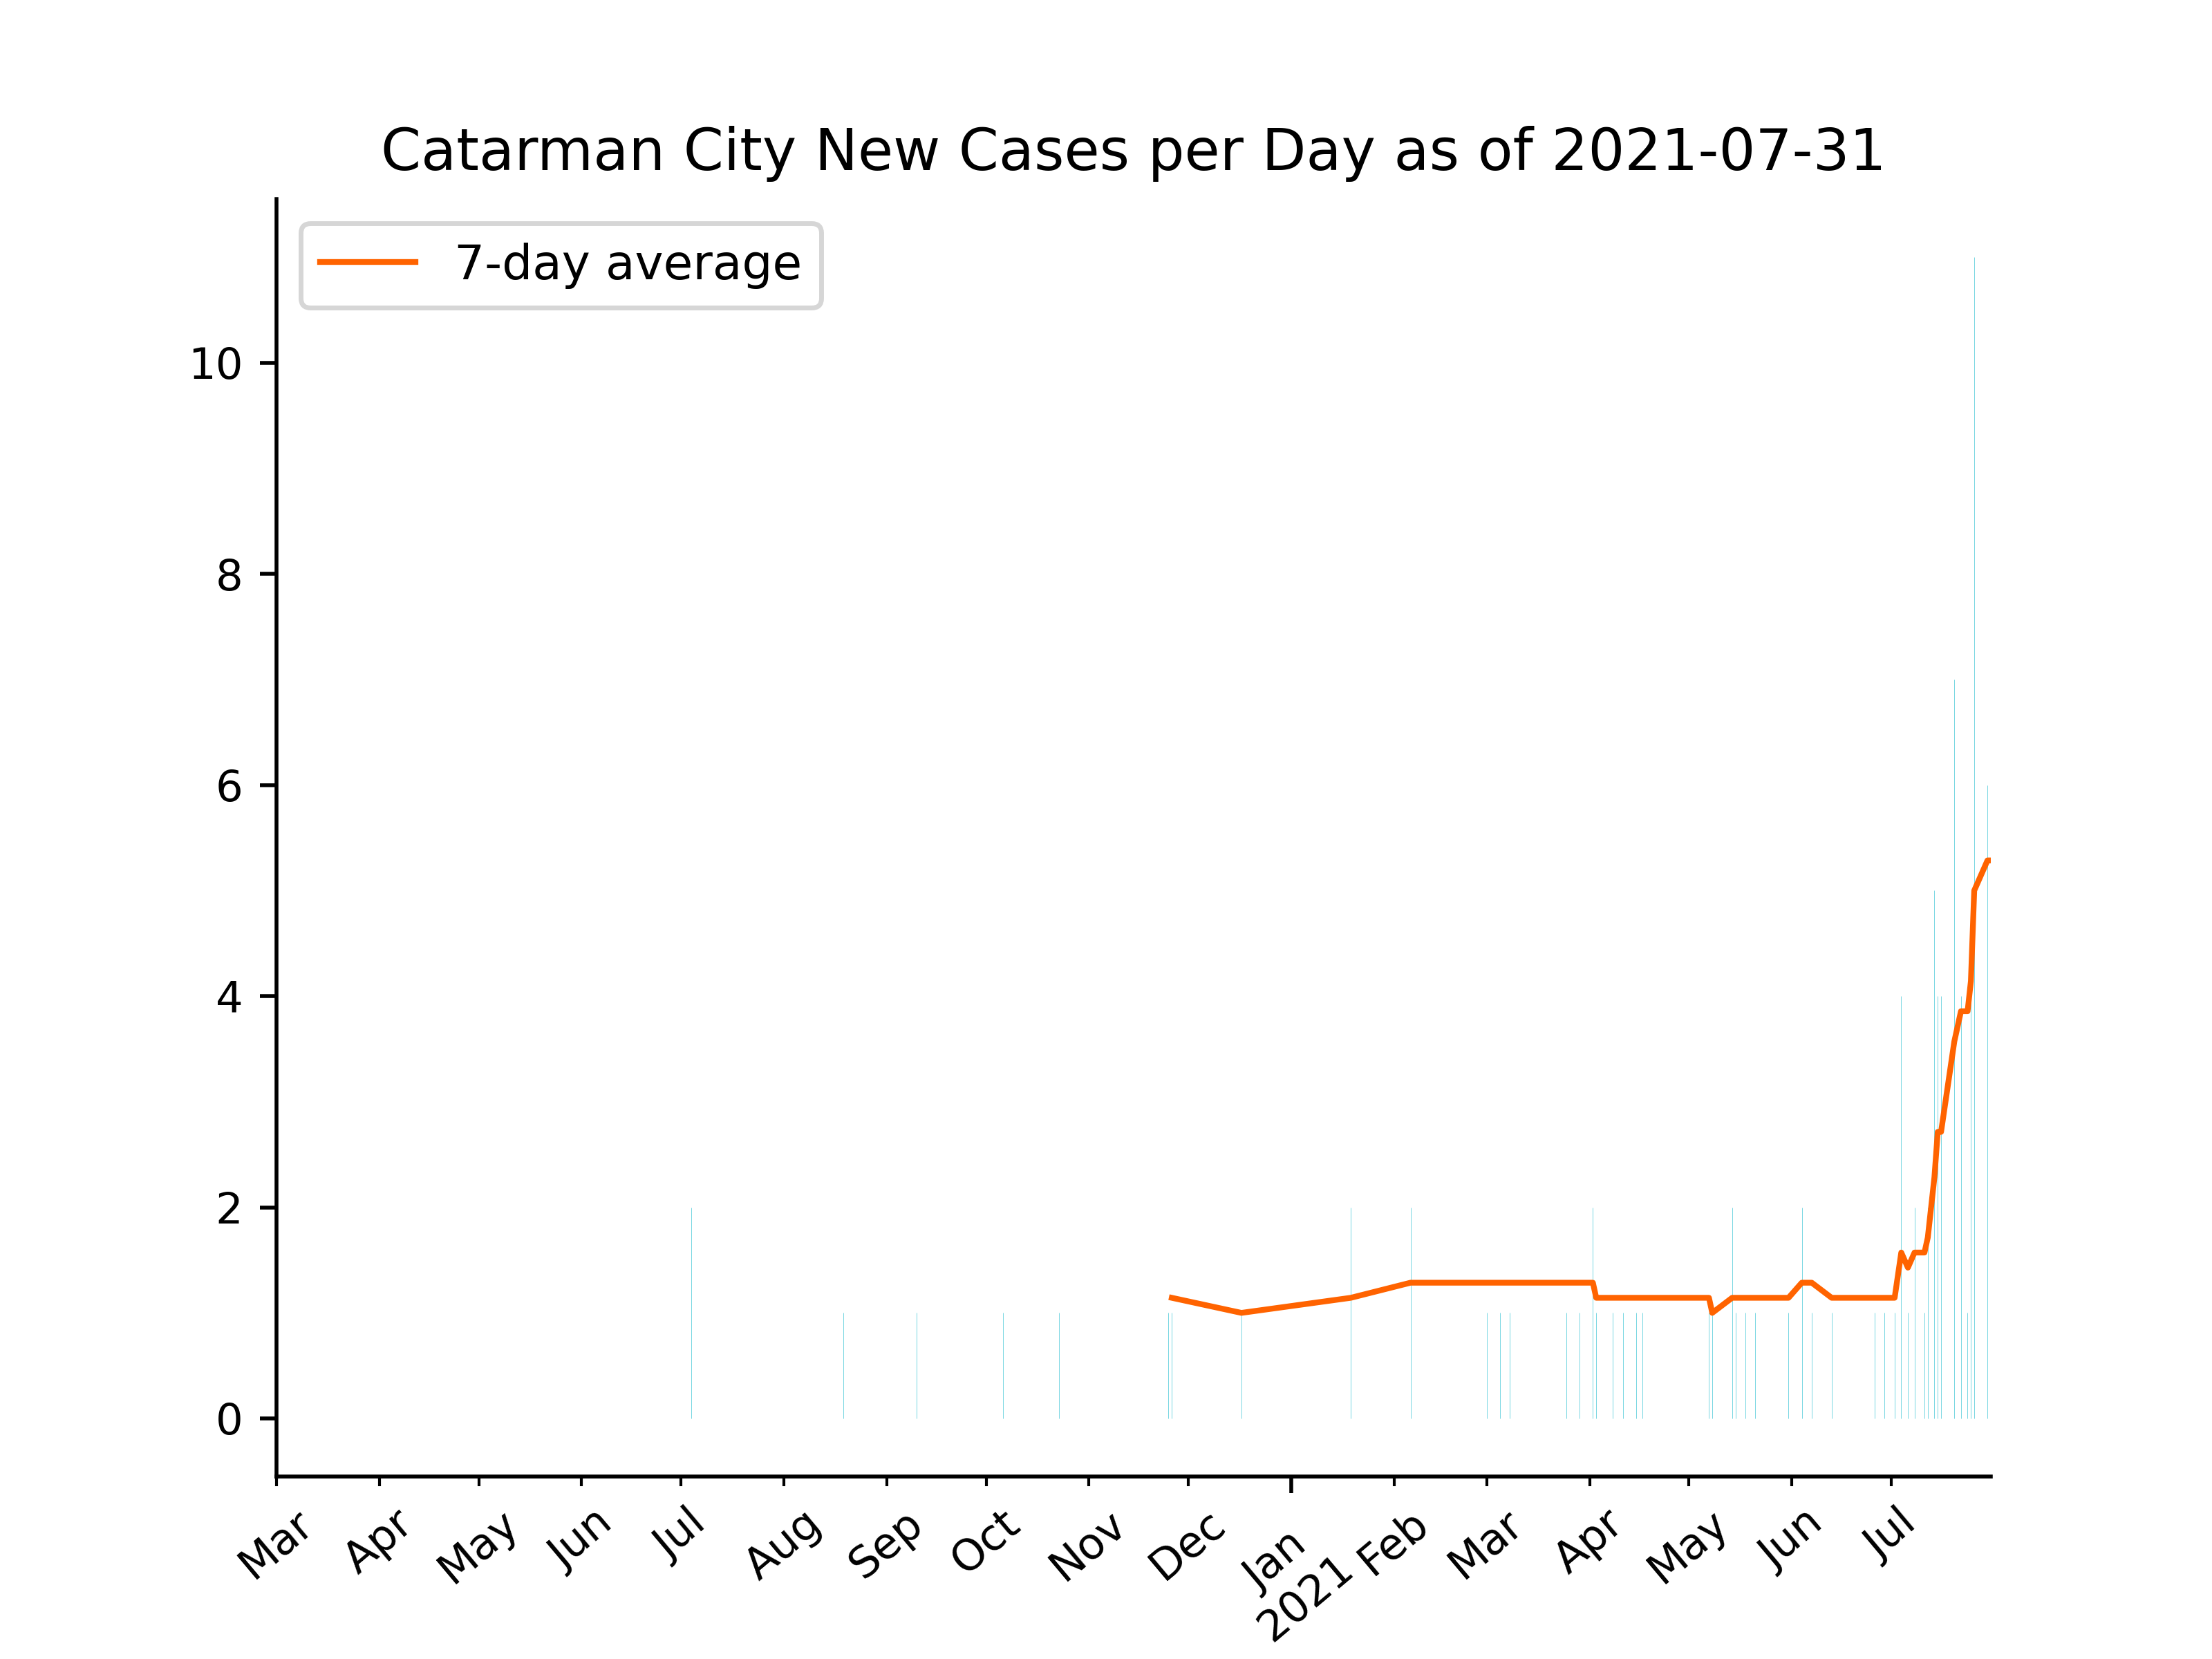 Catarman City New Cases per Day as of 2021-07-31
7-day average
10
8
6
4
2
0
Mar Apr May Jun Jul Aug Sep Oct Nov Dec Jan Feb Mar Apr May Jun Jul
2021